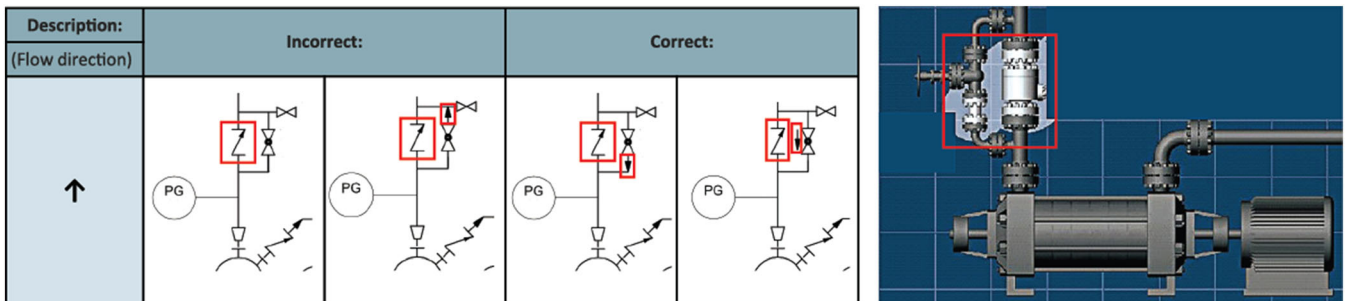 Description:
(Flow direction)
Incorrect:
Correct:
PG
PG
PG
PG